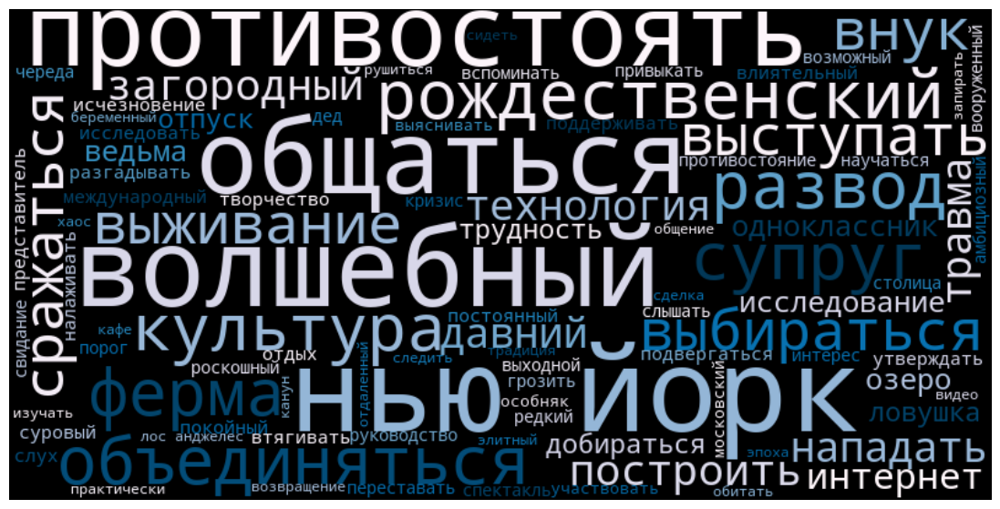 противостоять
сидеть
внук
возможный
вооруженный
череда
рушиться
вспоминать
привыкать
влиятельный
загородный
рождественский
запирать
исчезновение
беременный
отпуск
дед
выяснивать
поддерживать
исследовать
общаться
выступать
ведьма
разгадывать
противостояние
научаться
сражаться
представитель
свидание
международный
творчество
кризис
технология
развод
травма
амбициозный
хаос
налаживать
выживание
трудность
общение
одноклассник
волшебный
супруг
столица
сделка
слышать
исследование
кафе
порог
культура
постоянный
давний
выбираться
отдых
отдаленный
следить
традиция
подвергаться
интерес
утверждать
роскошный
канун
выходной
грозить
московский
озеро
видео
ферма
нью йорк
изучать
особняк
редкий
ловушка
суровый
покойный
лос
анджелес
втягивать
руководство
элитный
добираться
эпоха
нападать
слух
объединяться
построить
интернет
практически
возвращение
переставать
спектакль
участвовать
обитать